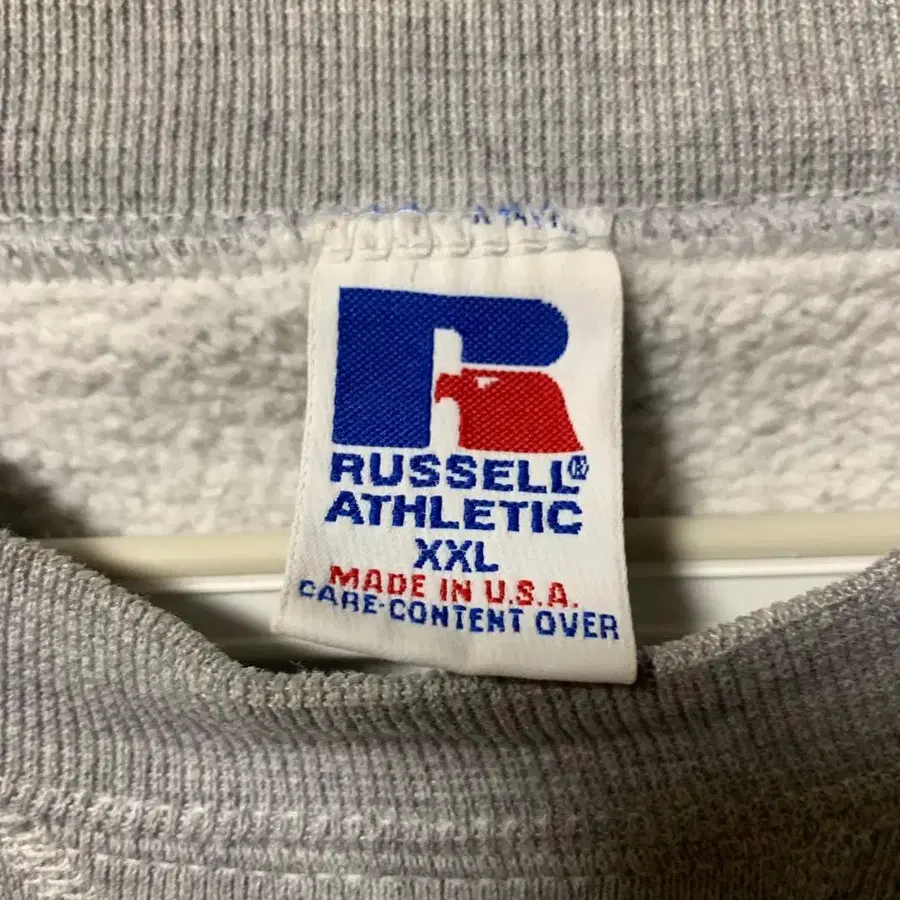 R
RUSSELL®
ATHLETIC
XXL
MADE IN U.S.A.
CARE-CONTENT OVER